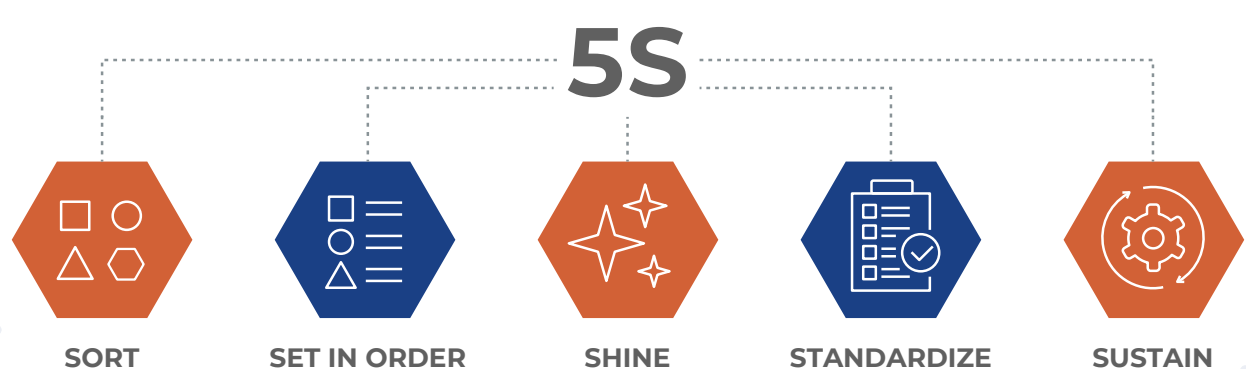 5S
SORT
SET IN ORDER
SHINE
STANDARDIZE
SUSTAIN